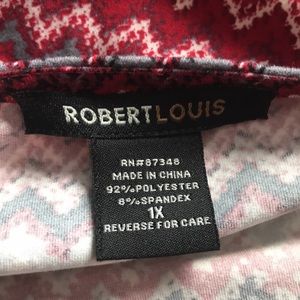 ROBERTLOUIS
RN#87348
MADE IN CHINA
92%POLYESTER
8%SPANDEX
1X
REVERSE FOR CARE